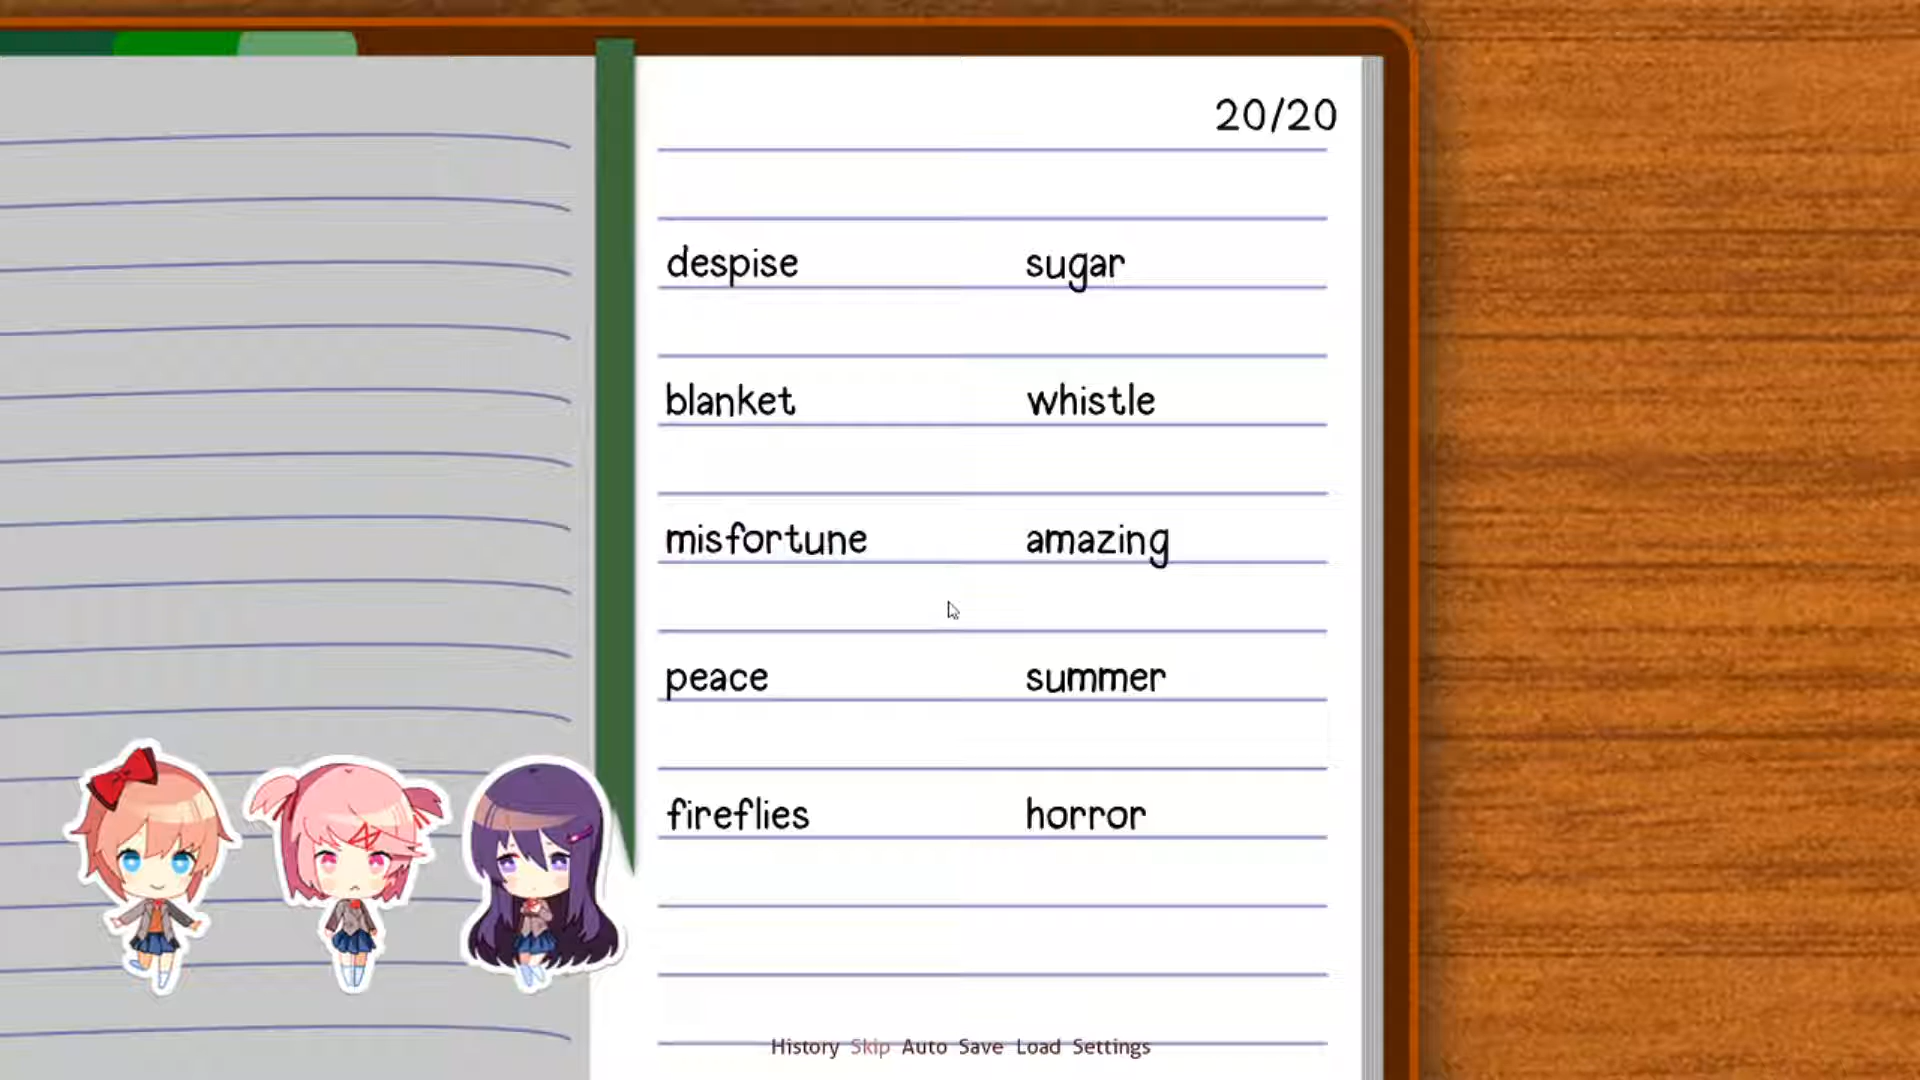 20/20
despise sugar
blanket whistle
misfortune amazing
peace summer
fireflies horror
History Skip Auto Save Load Settings